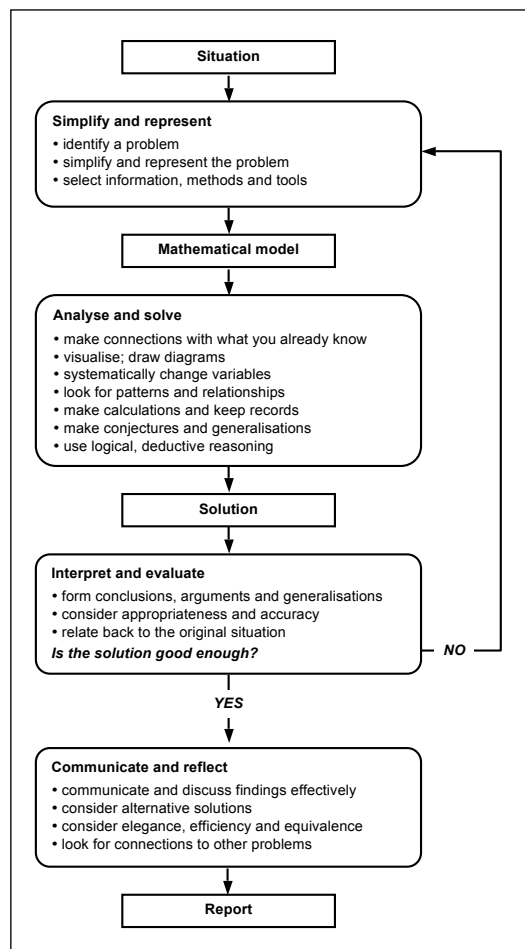 Situation
Simplify and represent
• identify a problem
• simplify and represent the problem
• select information, methods and tools
Mathematical model
Analyse and solve
• make connections with what you already know
• visualise; draw diagrams
• systematically change variables
• look for patterns and relationships
• make calculations and keep records
• make conjectures and generalisations
• use logical, deductive reasoning
Solution
Interpret and evaluate
• form conclusions, arguments and generalisations
• consider appropriateness and accuracy
• relate back to the original situation
Is the solution good enough?
NO
YES
Communicate and reflect
• communicate and discuss findings effectively
• consider alternative solutions
• consider elegance, efficiency and equivalence
• look for connections to other problems
Report